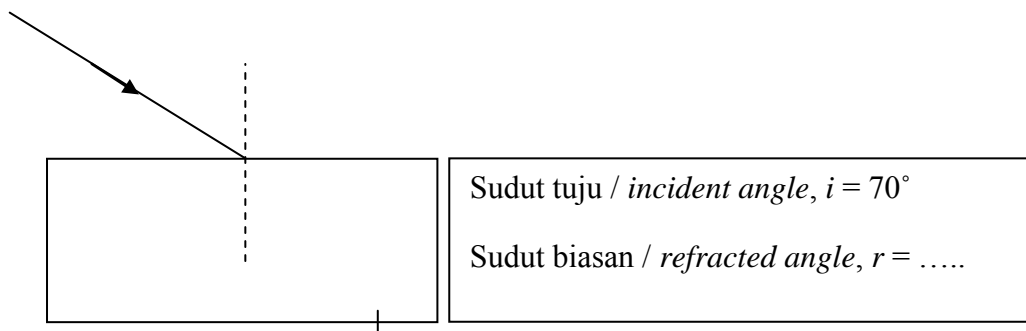 Sudut tuju / incident angle, i = 70˚
Sudut biasan / refracted angle, r = …..